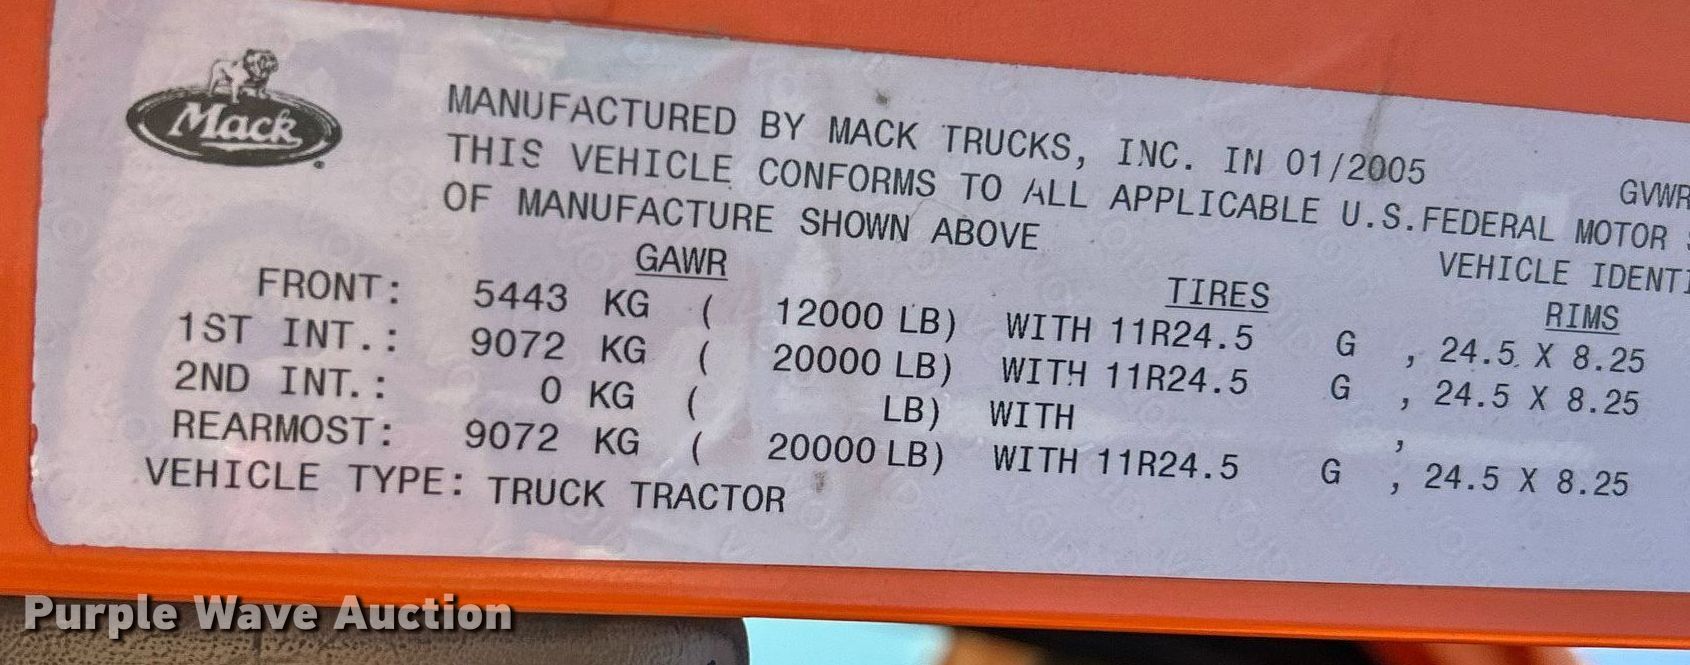 Mack
MANUFACTURED BY MACK TRUCKS, INC. IN 01/2005 GVWR
THIS VEHICLE CONFORMS TO ALL APPLICABLE U.S.FEDERAL MOTOR
OF MANUFACTURE SHOWN ABOVE VEHICLE IDENTI
GAWR TIRES RIMS
FRONT: 5443 KG ( 12000 LB) WITH 11R24.5 G , 24.5 X 8.25
1ST INT.: 9072 KG ( 20000 LB) WITH 11R24.5 G , 24.5 X 8.25
2ND INT.: 0 KG ( LB) WITH ,
REARMOST: 9072 KG ( 20000 LB) WITH 11R24.5 G , 24.5 X 8.25
VEHICLE TYPE: TRUCK TRACTOR
Purple Wave Auction